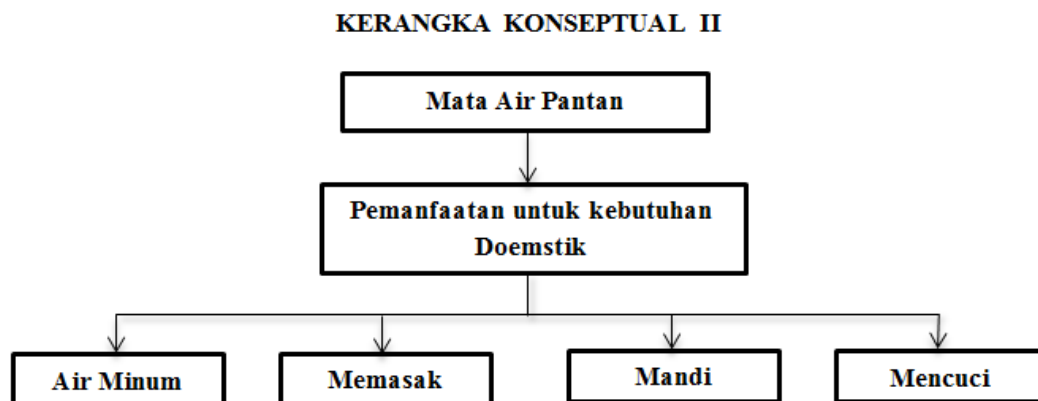 KERANGKA KONSEPTUAL II
Mata Air Pantan
Pemanfaatan untuk kebutuhan
Doemstik
Air Minum
Memasak
Mandi
Mencuci